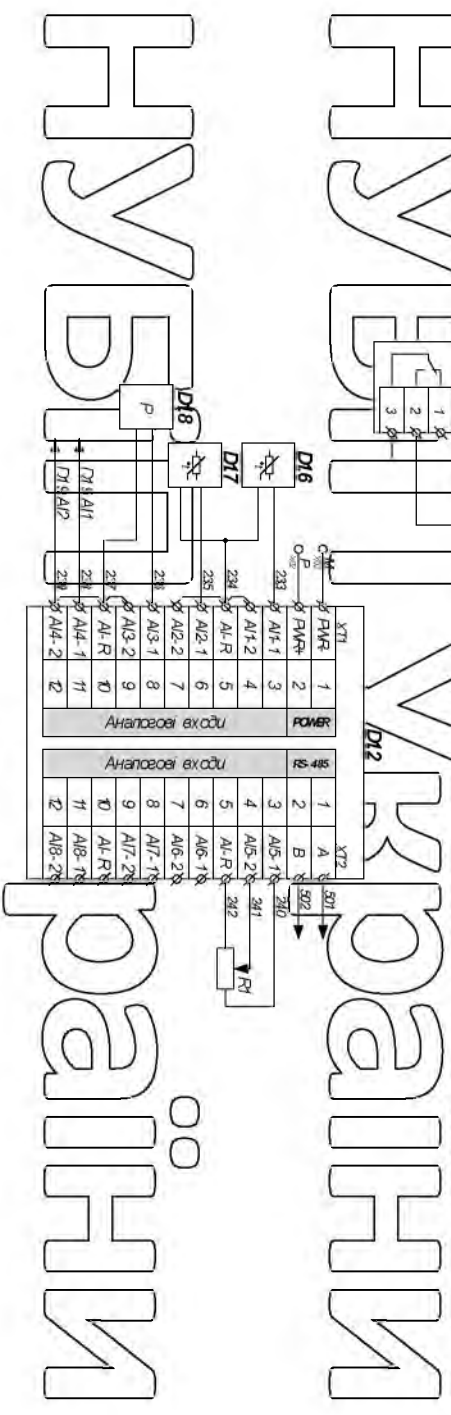 НУБіП України
НУБіП України
1
2
3
D18
P
D17
D16
D19 AI1
D19 AI2
233
234
235
236
237
238
239
D12
XT1
PWR-
1
PWR+
2
AI1-1
3
AI1-2
4
AI-R
5
AI2-1
6
AI2-2
7
AI3-1
8
AI3-2
9
AI-R
10
AI4-1
11
AI4-2
12
POWER
Аналогові входи
RS-485
Аналогові входи
XT2
1
A
2
B
3
AI5-1
4
AI5-2
5
AI-R
6
AI6-1
7
AI6-2
8
AI7-1
9
AI7-2
10
AI-R
11
AI8-1
12
AI8-2
501
502
240
241
242
R1